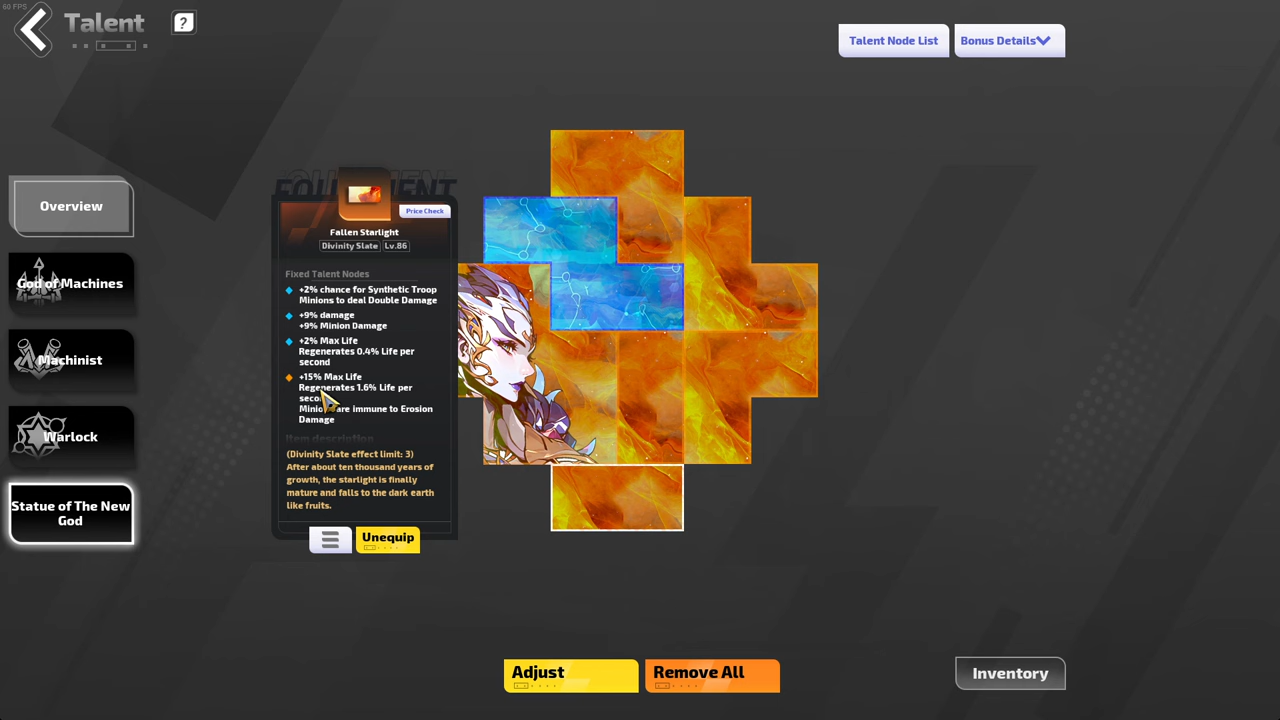 60 FPS
Talent
?
Talent Node List
Bonus Details
Overview
God of Machines
Machinist
Warlock
Statue of The New
God
Price Check
Fallen Starlight
Divinity Slate Lv.86
Fixed Talent Nodes
+2% chance for Synthetic Troop
Minions to deal Double Damage
+9% damage
+9% Minion Damage
+2% Max Life
Regenerates 0.4% Life per
second
+15% Max Life
Regenerates 1.6% Life per
are immune to Erosion
Damage
Item description
(Divinity Slate effect limit: 3)
After about ten thousand years of
growth, the starlight is finally
mature and falls to the dark earth
like fruits.
Unequip
Adjust
Remove All
Inventory